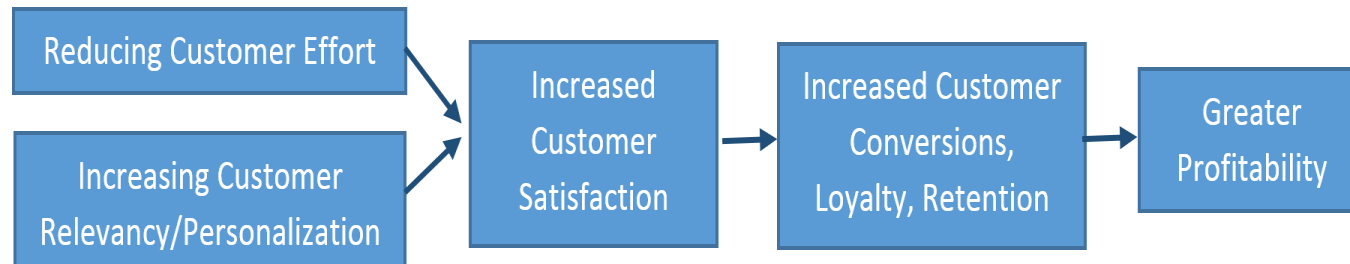 Reducing Customer Effort
Increasing Customer
Relevancy/Personalization
Increased
Customer
Satisfaction
Increased Customer
Conversions,
Loyalty, Retention
Greater
Profitability